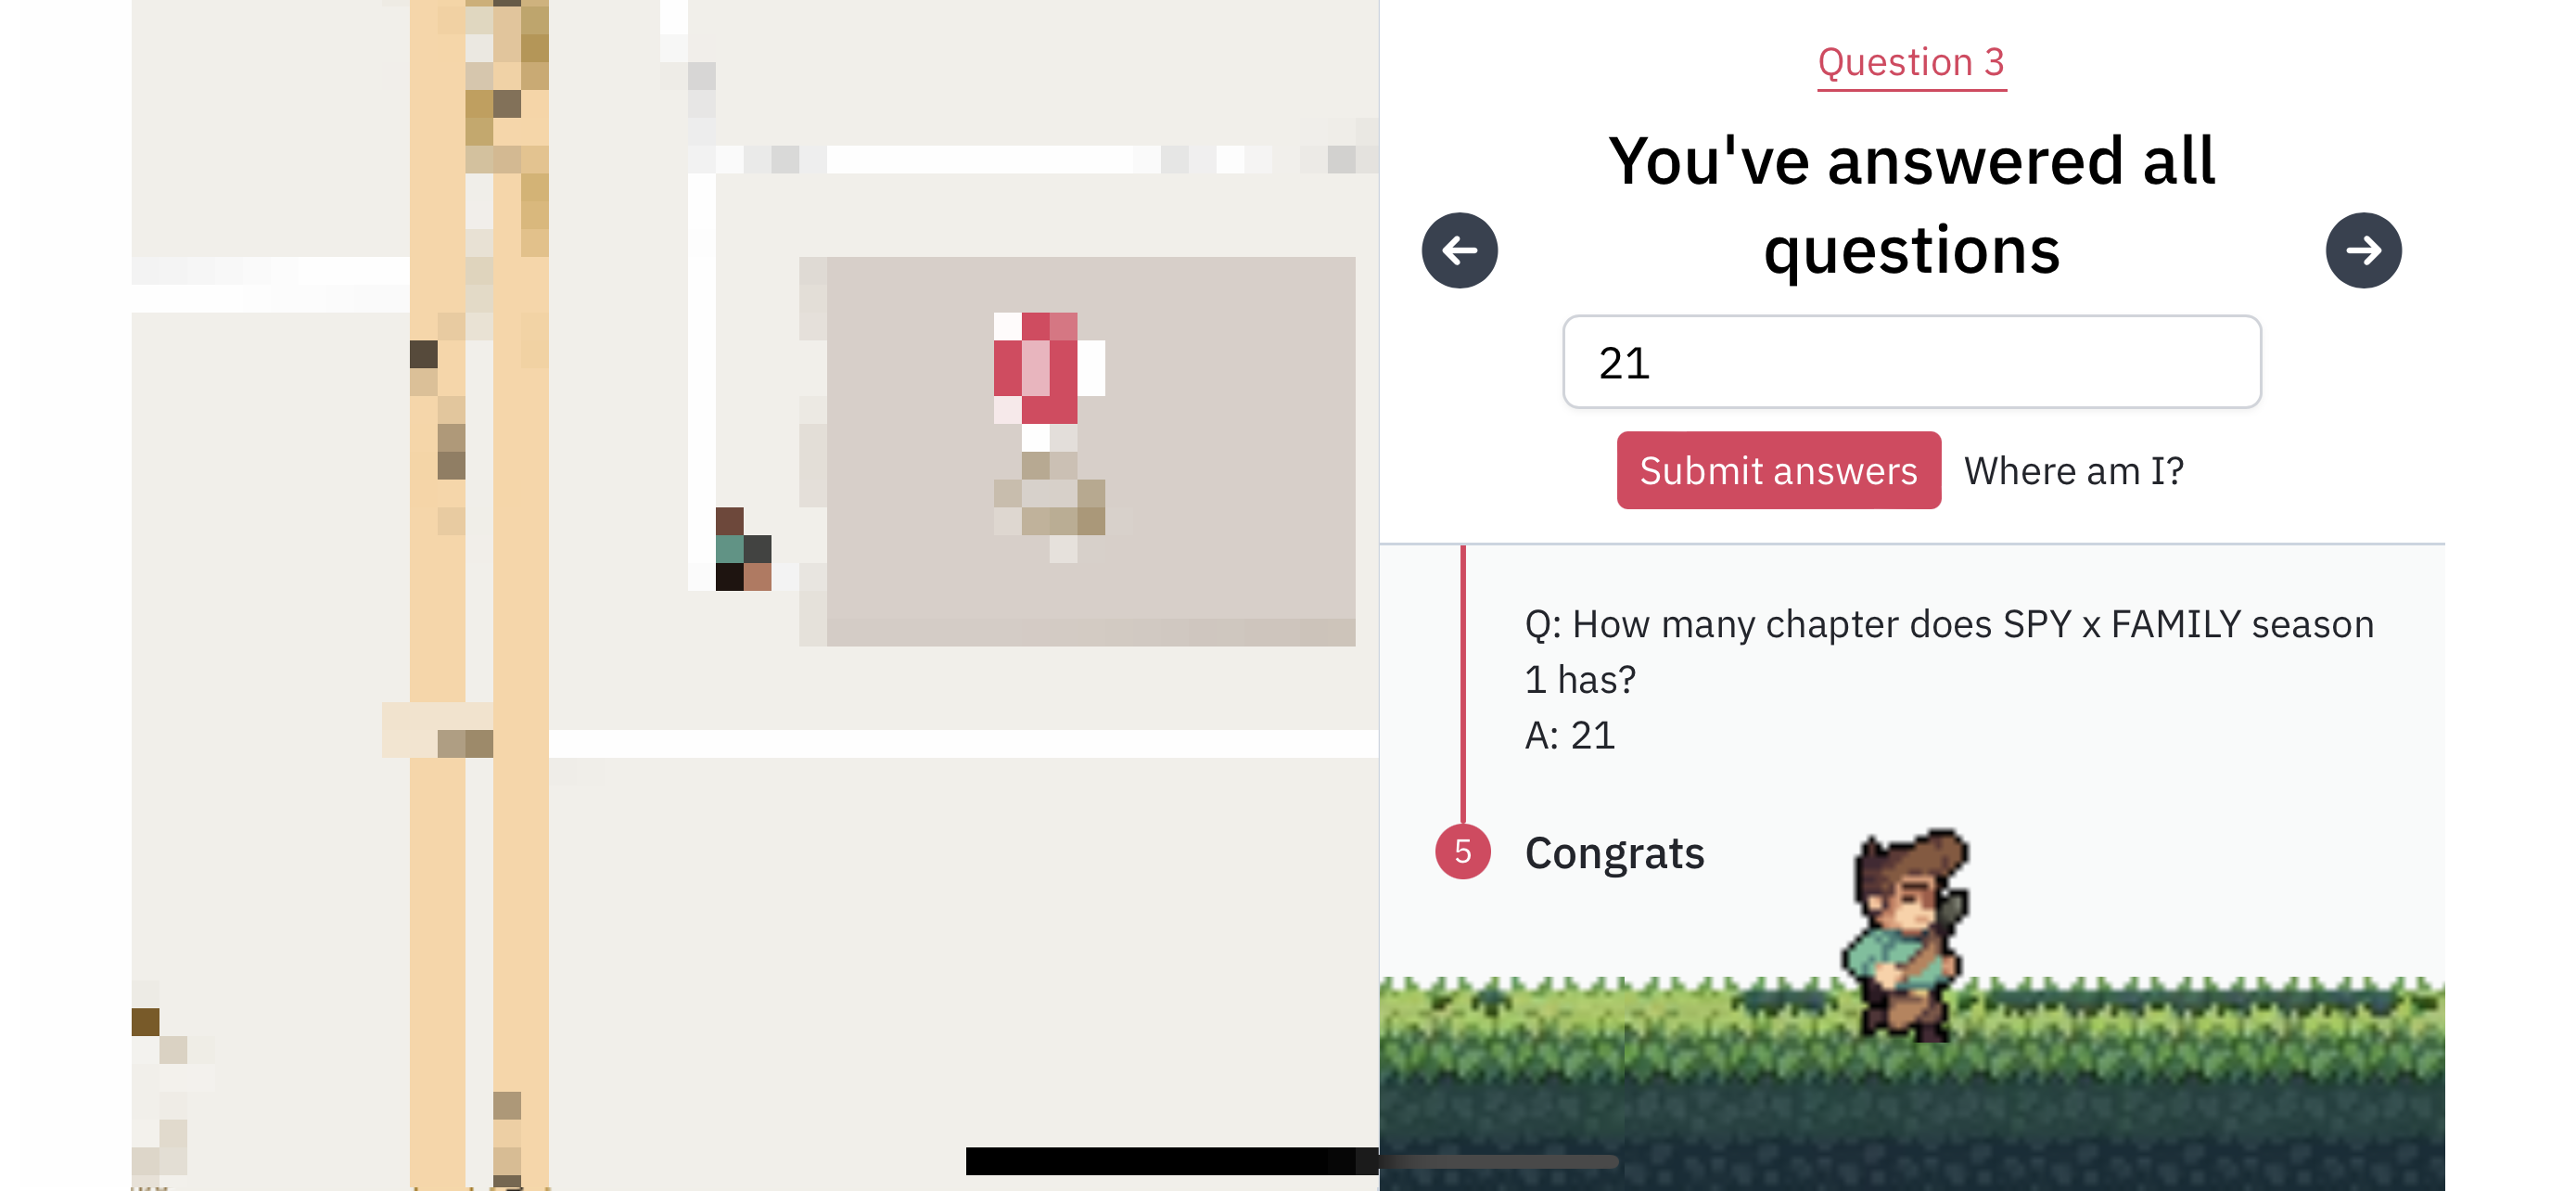 Question 3
You've answered all
questions
21
Submit answers
Where am I?
Q: How many chapter does SPY x FAMILY season
1 has?
A: 21
5
Congrats